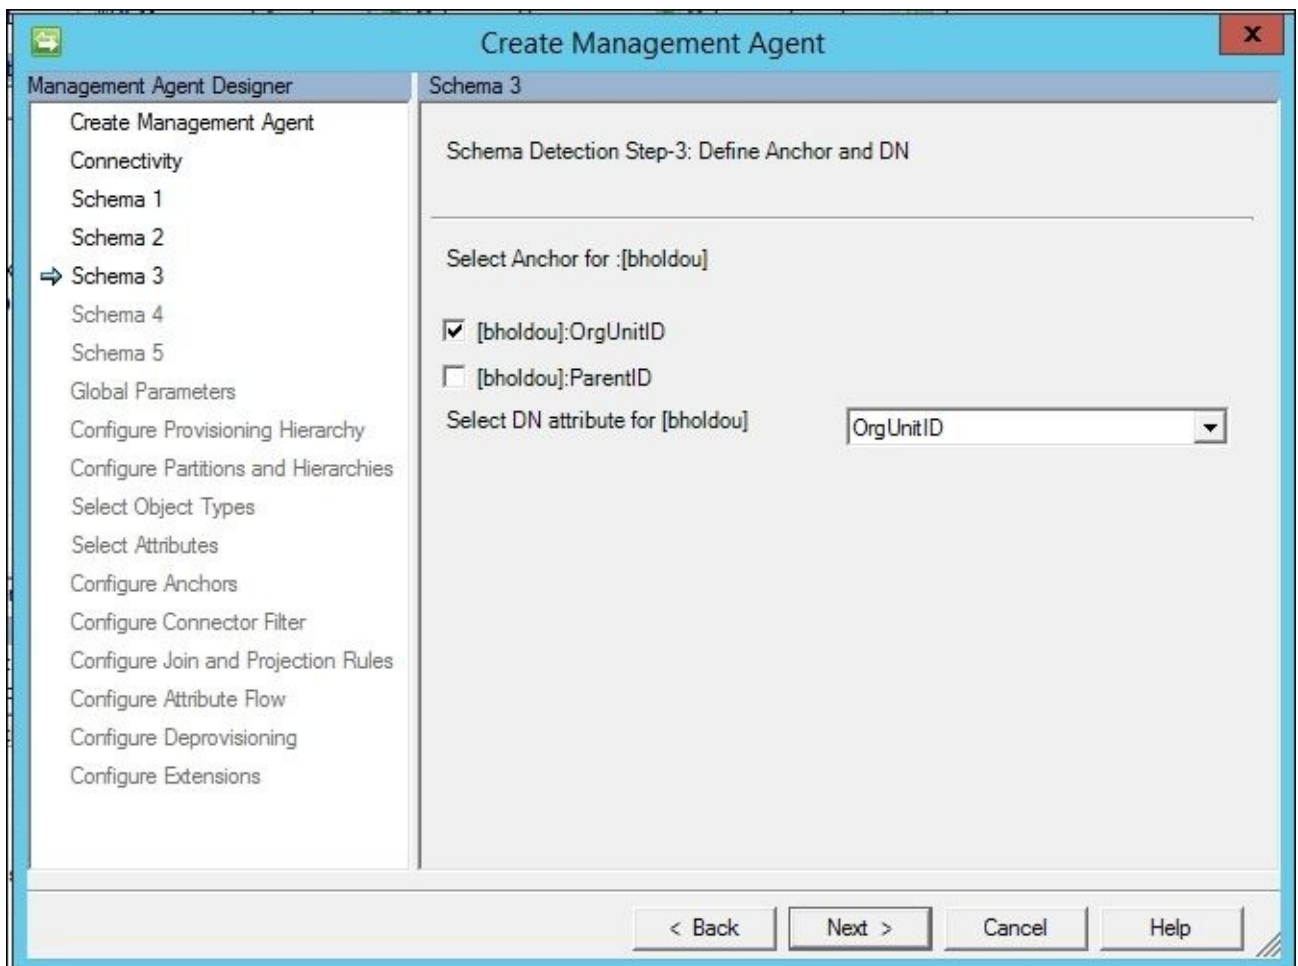 Create Management Agent
x
Management Agent Designer
Create Management Agent
Connectivity
Schema 1
Schema 2
Schema 3
Schema 4
Schema 5
Global Parameters
Configure Provisioning Hierarchy
Configure Partitions and Hierarchies
Select Object Types
Select Attributes
Configure Anchors
Configure Connector Filter
Configure Join and Projection Rules
Configure Attribute Flow
Configure Deprovisioning
Configure Extensions
Schema 3
Schema Detection Step-3: Define Anchor and DN
Select Anchor for :[bholdou]
[bholdou]:OrgUnitID
[bholdou]:ParentID
Select DN attribute for [bholdou] OrgUnitID
< Back Next > Cancel Help